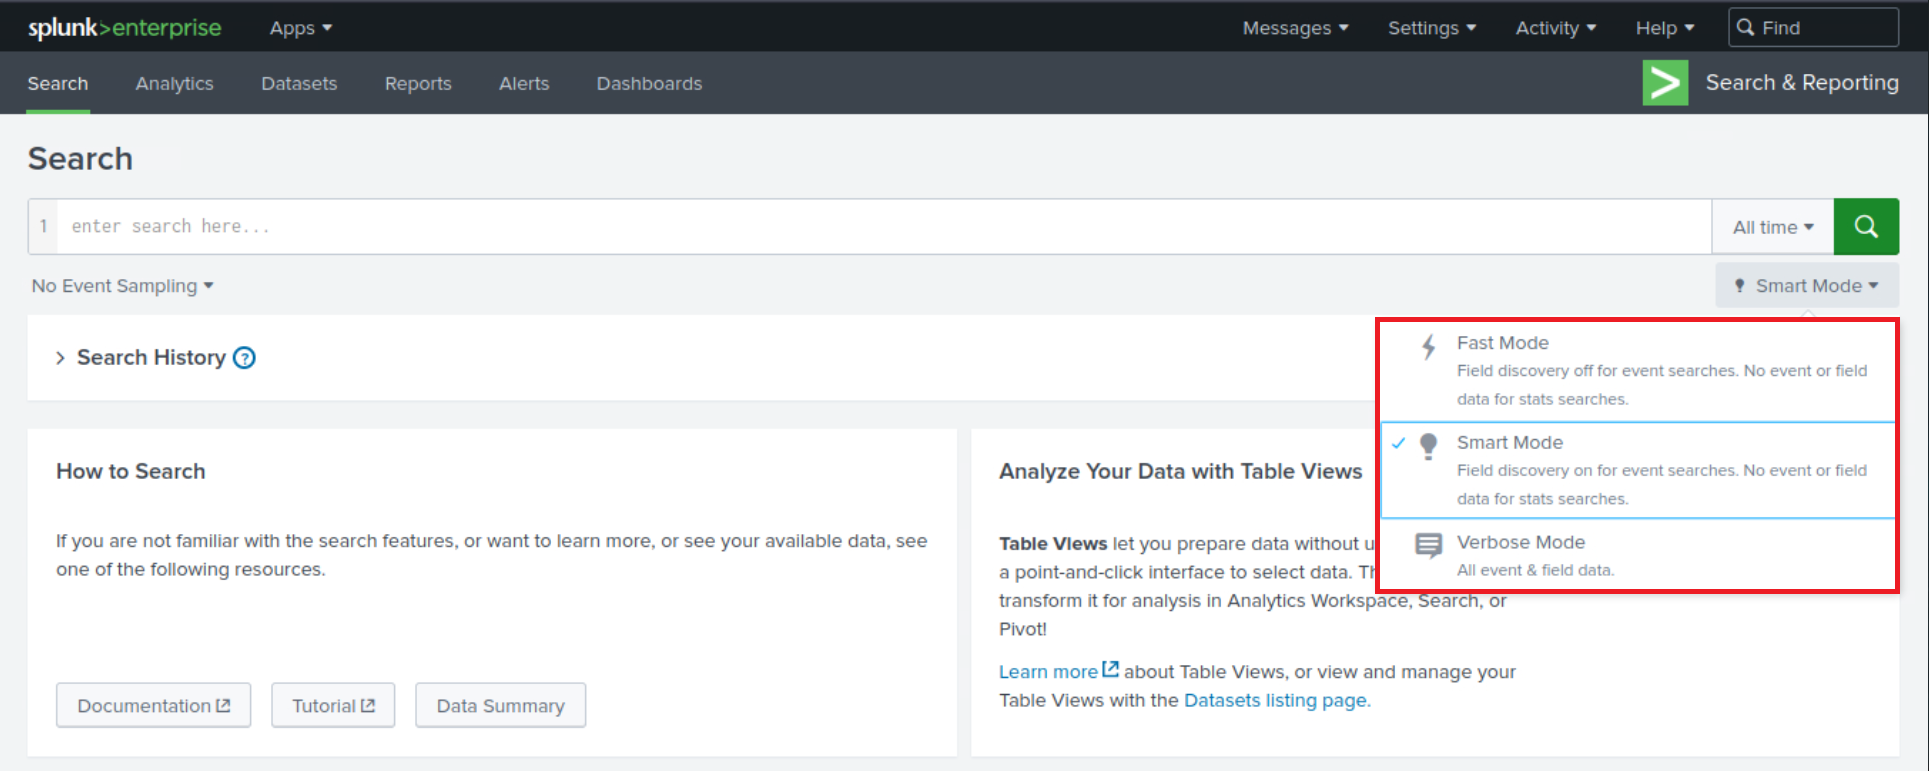 splunk>enterprise Apps Messages Settings Activity Help Find
Search Analytics Datasets Reports Alerts Dashboards Search & Reporting
Search
1 enter search here... All time
No Event Sampling Smart Mode
Search History ?
Fast Mode
Field discovery off for event searches. No event or field
data for stats searches.
Smart Mode
Field discovery on for event searches. No event or field
data for stats searches.
Verbose Mode
All event & field data.
How to Search
If you are not familiar with the search features, or want to learn more, or see your available data, see
one of the following resources.
Documentation Tutorial Data Summary
Analyze Your Data with Table Views
Table Views let you prepare data without
a point-and-click interface to select data.
transform it for analysis in Analytics Workspace, Search, or
Pivot!
Learn more about Table Views, or view and manage your
Table Views with the Datasets listing page.